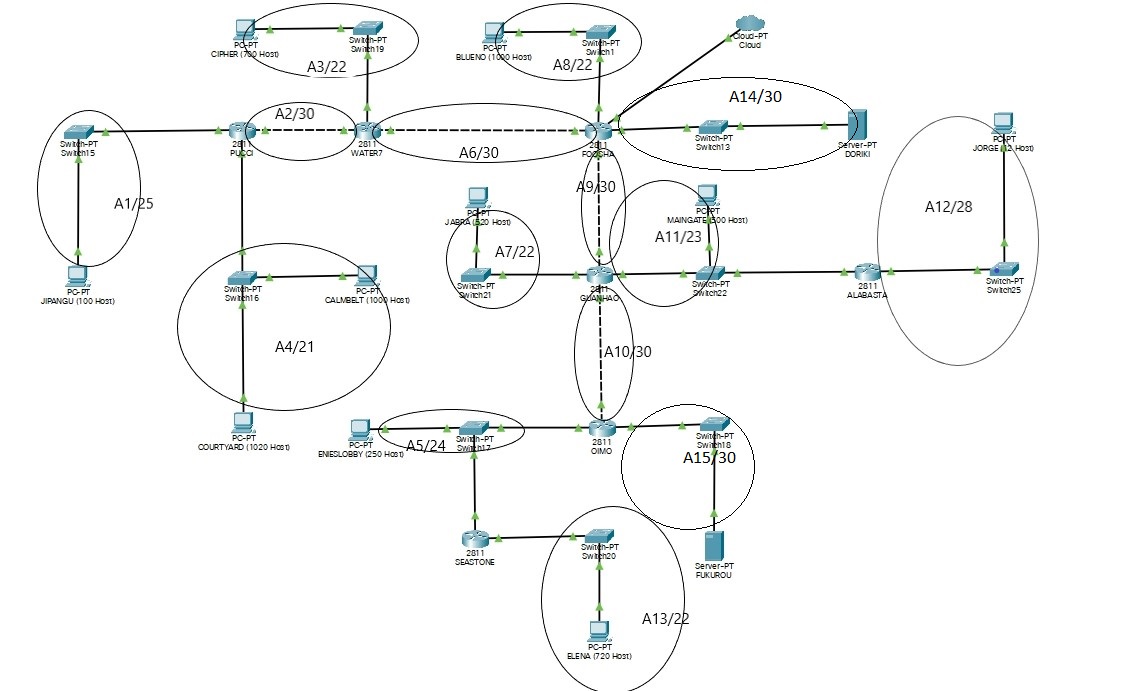 PC-PT
CIPHER (700 Host)
Switch-PT
Switch19
A3/22
PC-PT
BLUENO (1000 Host)
Switch-PT
Switch1
A8/22
Cloud-PT
Cloud
Switch-PT
Switch15
A2/30
2811
PUCCI
2811
WATER7
A6/30
2811
FOOSHA
A14/30
Switch-PT
Switch13
Server-PT
DORIKI
PC-PT
JORGE (12 Host)
A1/25
PC-PT
JIPANGU (100 Host)
A9/30
PC-PT
JABRA (520 Host)
A7/22
PC-PT
MAINGATE (500 Host)
A11/23
A12/28
Switch-PT
Switch16
PC-PT
CALMBELT (1000 Host)
Switch-PT
Switch21
2811
GUANHAO
Switch-PT
Switch22
2811
ALABASTA
Switch-PT
Switch25
A4/21
A10/30
PC-PT
COURTYARD (1020 Host)
PC-PT
ENIESLOBBY (250 Host)
A5/24
Switch-PT
Switch17
2811
OIMO
Switch-PT
Switch18
A15/30
2811
SEASTONE
Switch-PT
Switch20
Server-PT
FUKUROU
A13/22
PC-PT
ELENA (720 Host)